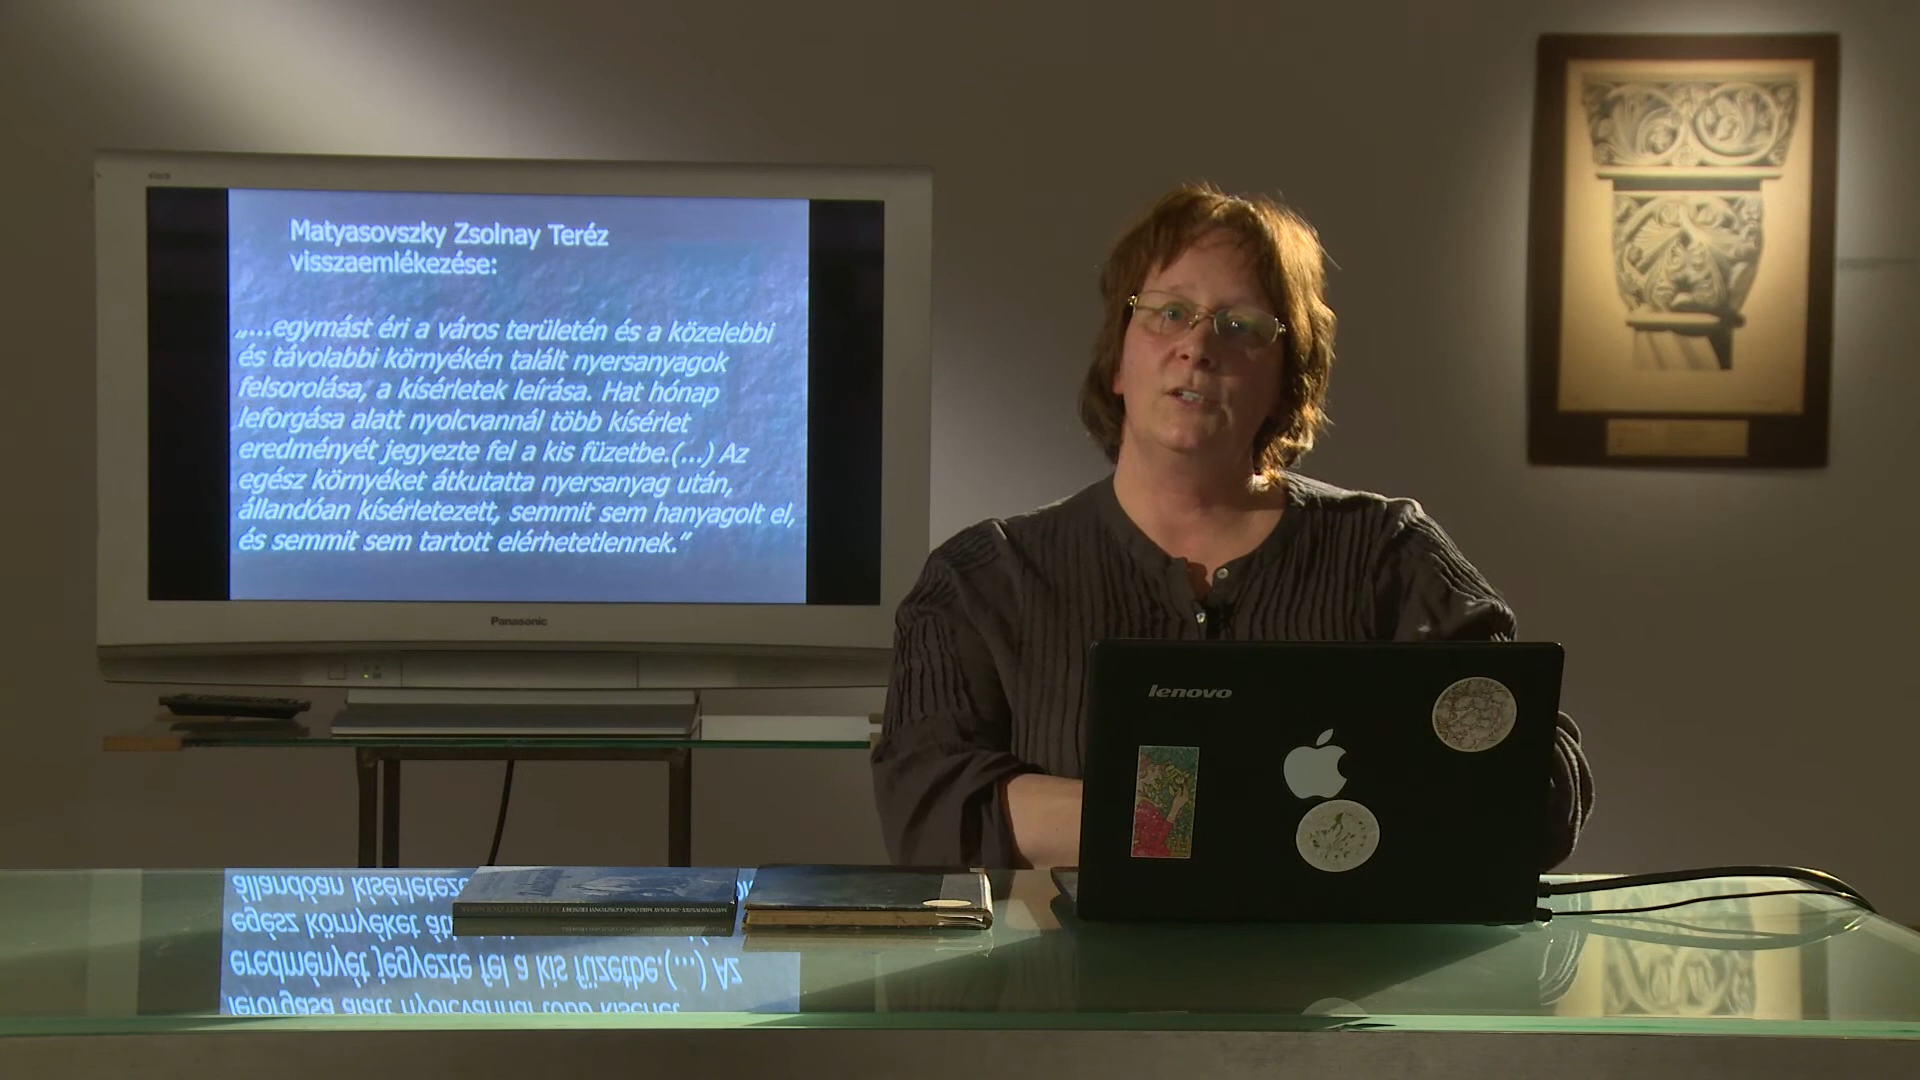 Matyasovszky Zsolnay Teréz
visszaemlékezése:
„...egymást éri a város területén és a közelebbi
és távolabbi környékén talált nyersanyagok
felsorolása, a kísérletek leírása. Hat hónap
leforgása alatt nyolcvannál több kísérlet
eredményét jegyezte fel a kis füzetbe.(...) Az
egész környéket átkutatta nyersanyag után,
állandóan kísérletezett, semmit sem hanyagolt el,
és semmit sem tartott elérhetetlennek.”
Panasonic
lenovo